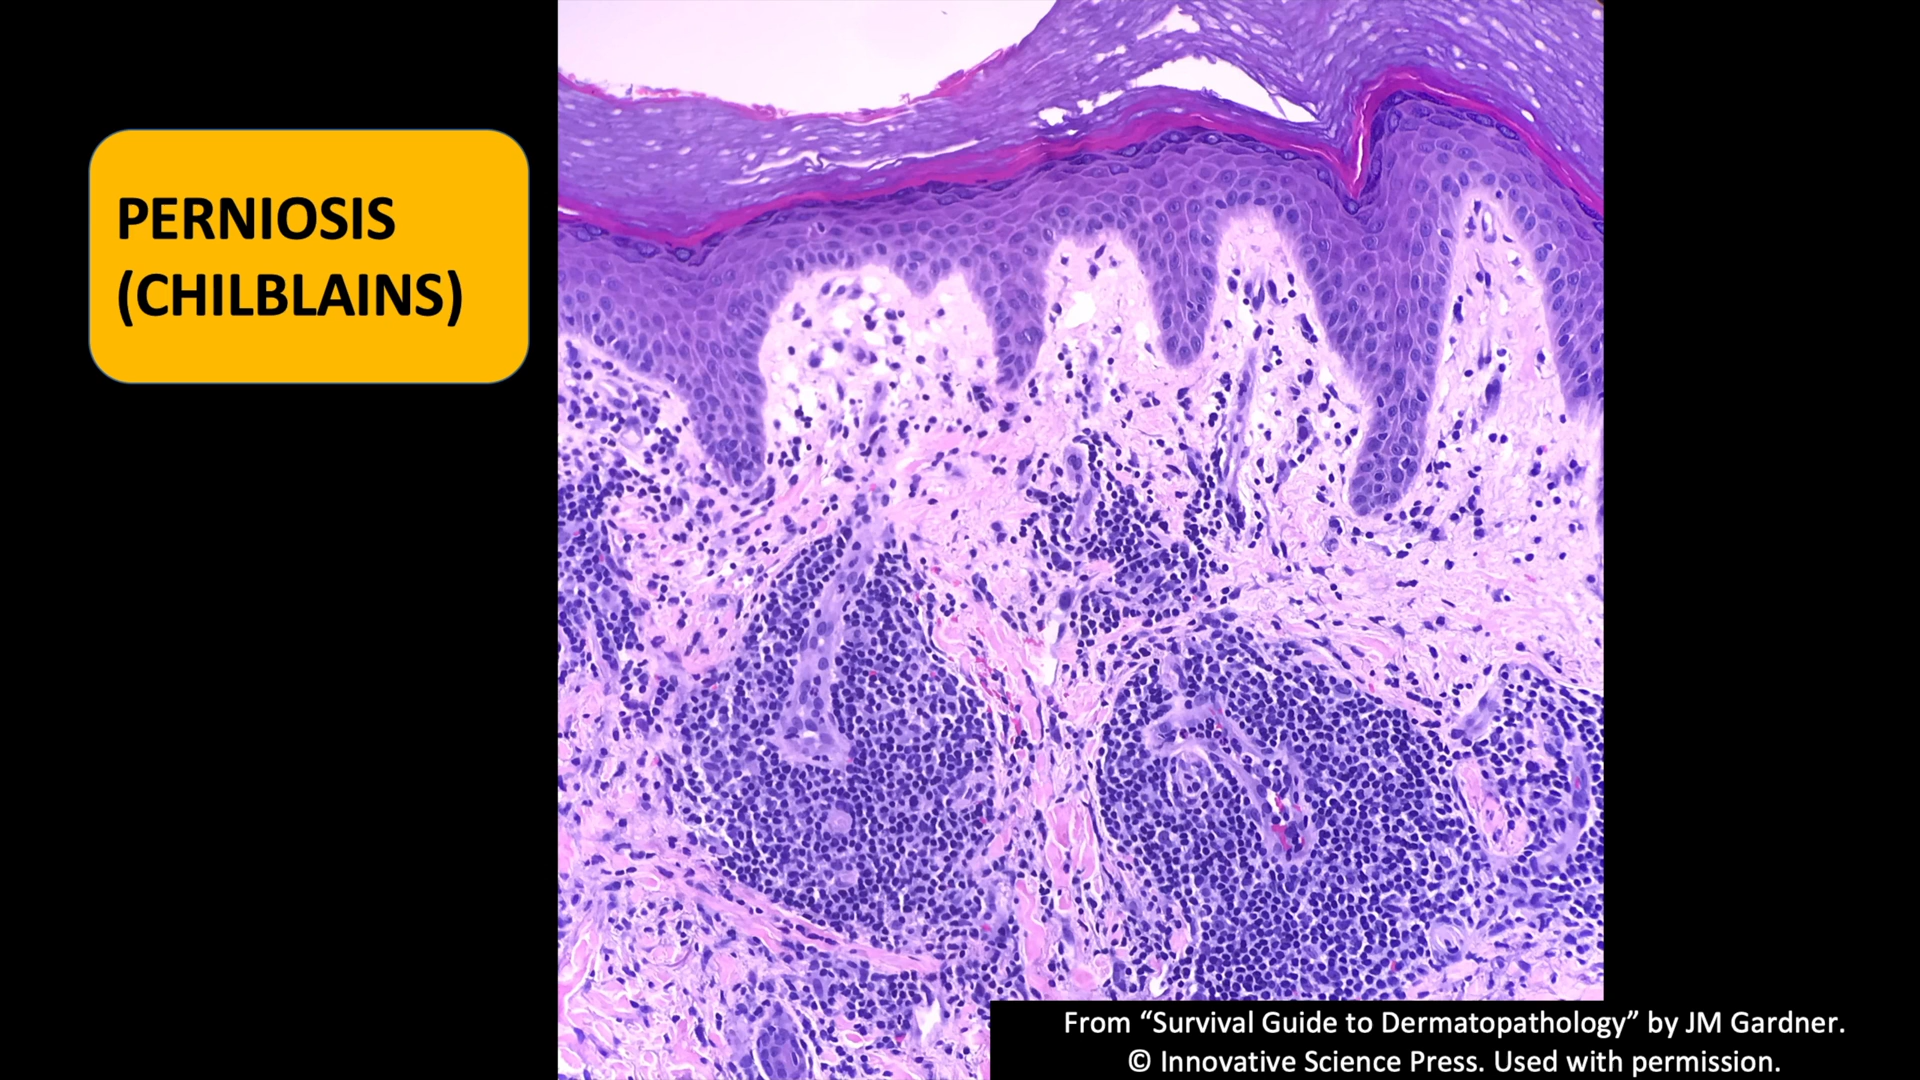 PERNIOSIS
(CHILBLAINS)
From “Survival Guide to Dermatopathology” by JM Gardner.
© Innovative Science Press. Used with permission.